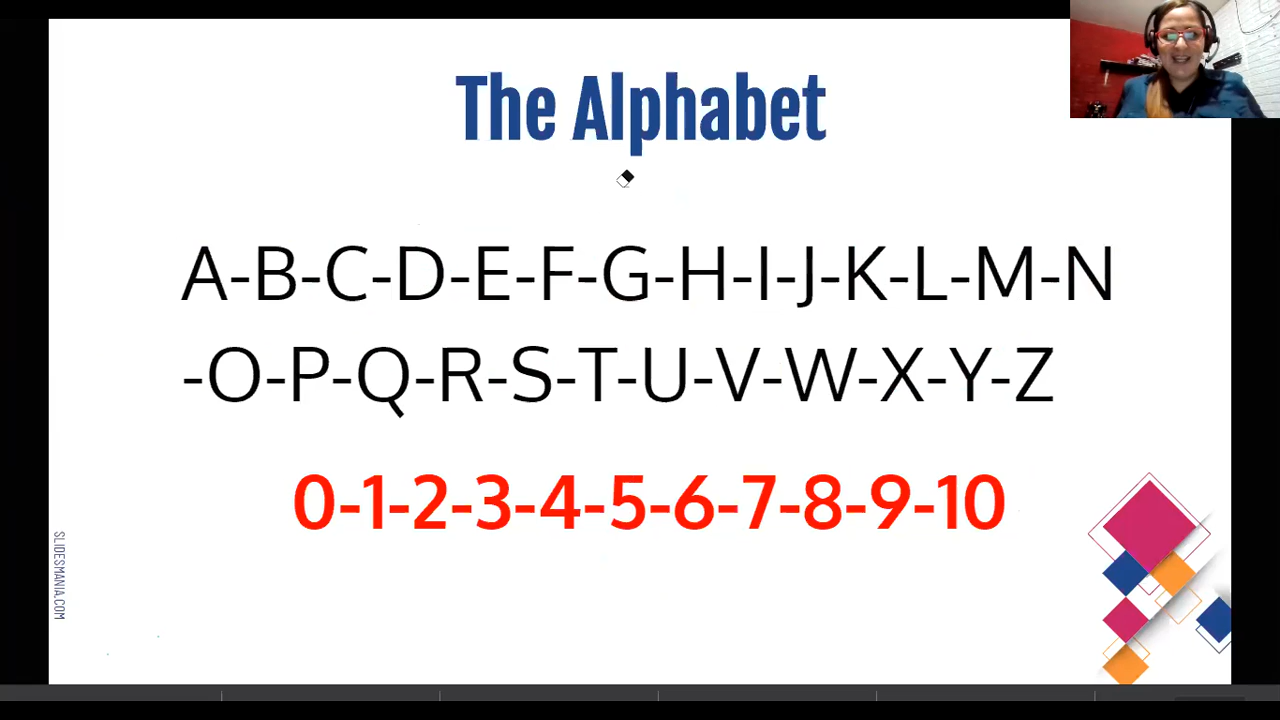 The Alphabet
A-B-C-D-E-F-G-H-I-J-K-L-M-N
-O-P-Q-R-S-T-U-V-W-X-Y-Z
0-1-2-3-4-5-6-7-8-9-10
SLIDESMANIA.COM